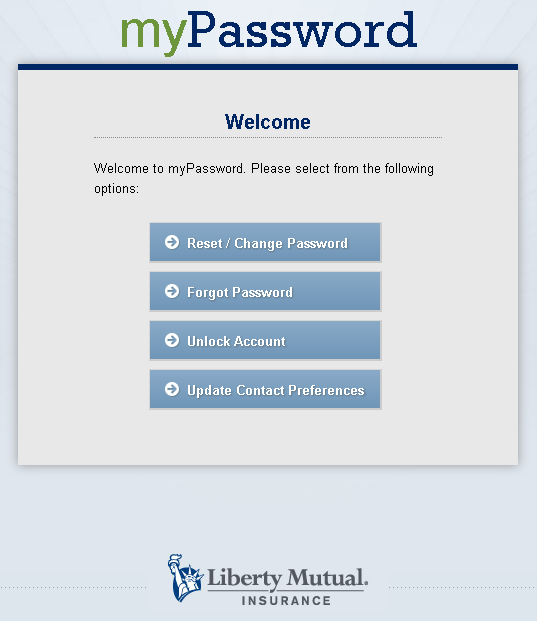 myPassword
Welcome
Welcome to myPassword. Please select from the following
options:
Reset / Change Password
Forgot Password
Unlock Account
Update Contact Preferences
Liberty Mutual.
INSURANCE